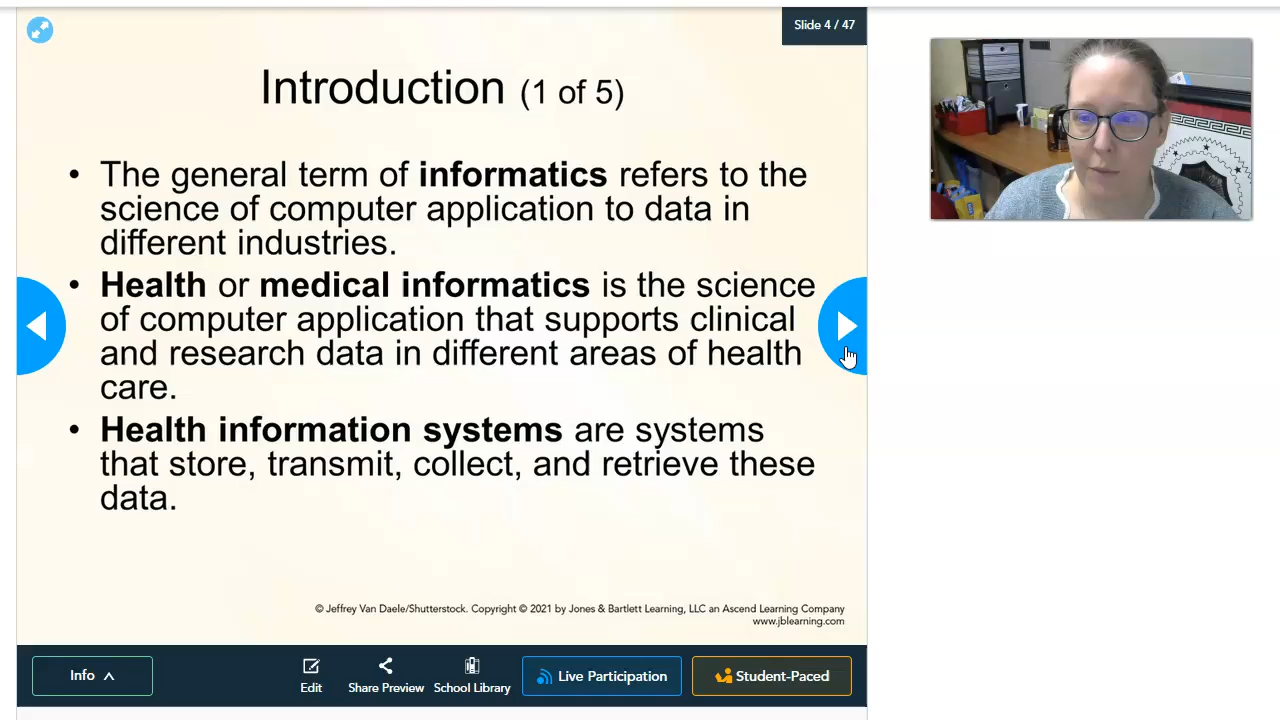 Slide 4 / 47
Introduction (1 of 5)
• The general term of informatics refers to the
science of computer application to data in
different industries.
• Health or medical informatics is the science
of computer application that supports clinical
and research data in different areas of health
care.
• Health information systems are systems
that store, transmit, collect, and retrieve these
data.
© Jeffrey Van Daele/Shutterstock. Copyright © 2021 by Jones & Bartlett Learning, LLC an Ascend Learning Company
www.jblearning.com
Info
Edit
Share Preview
School Library
Live Participation
Student-Paced